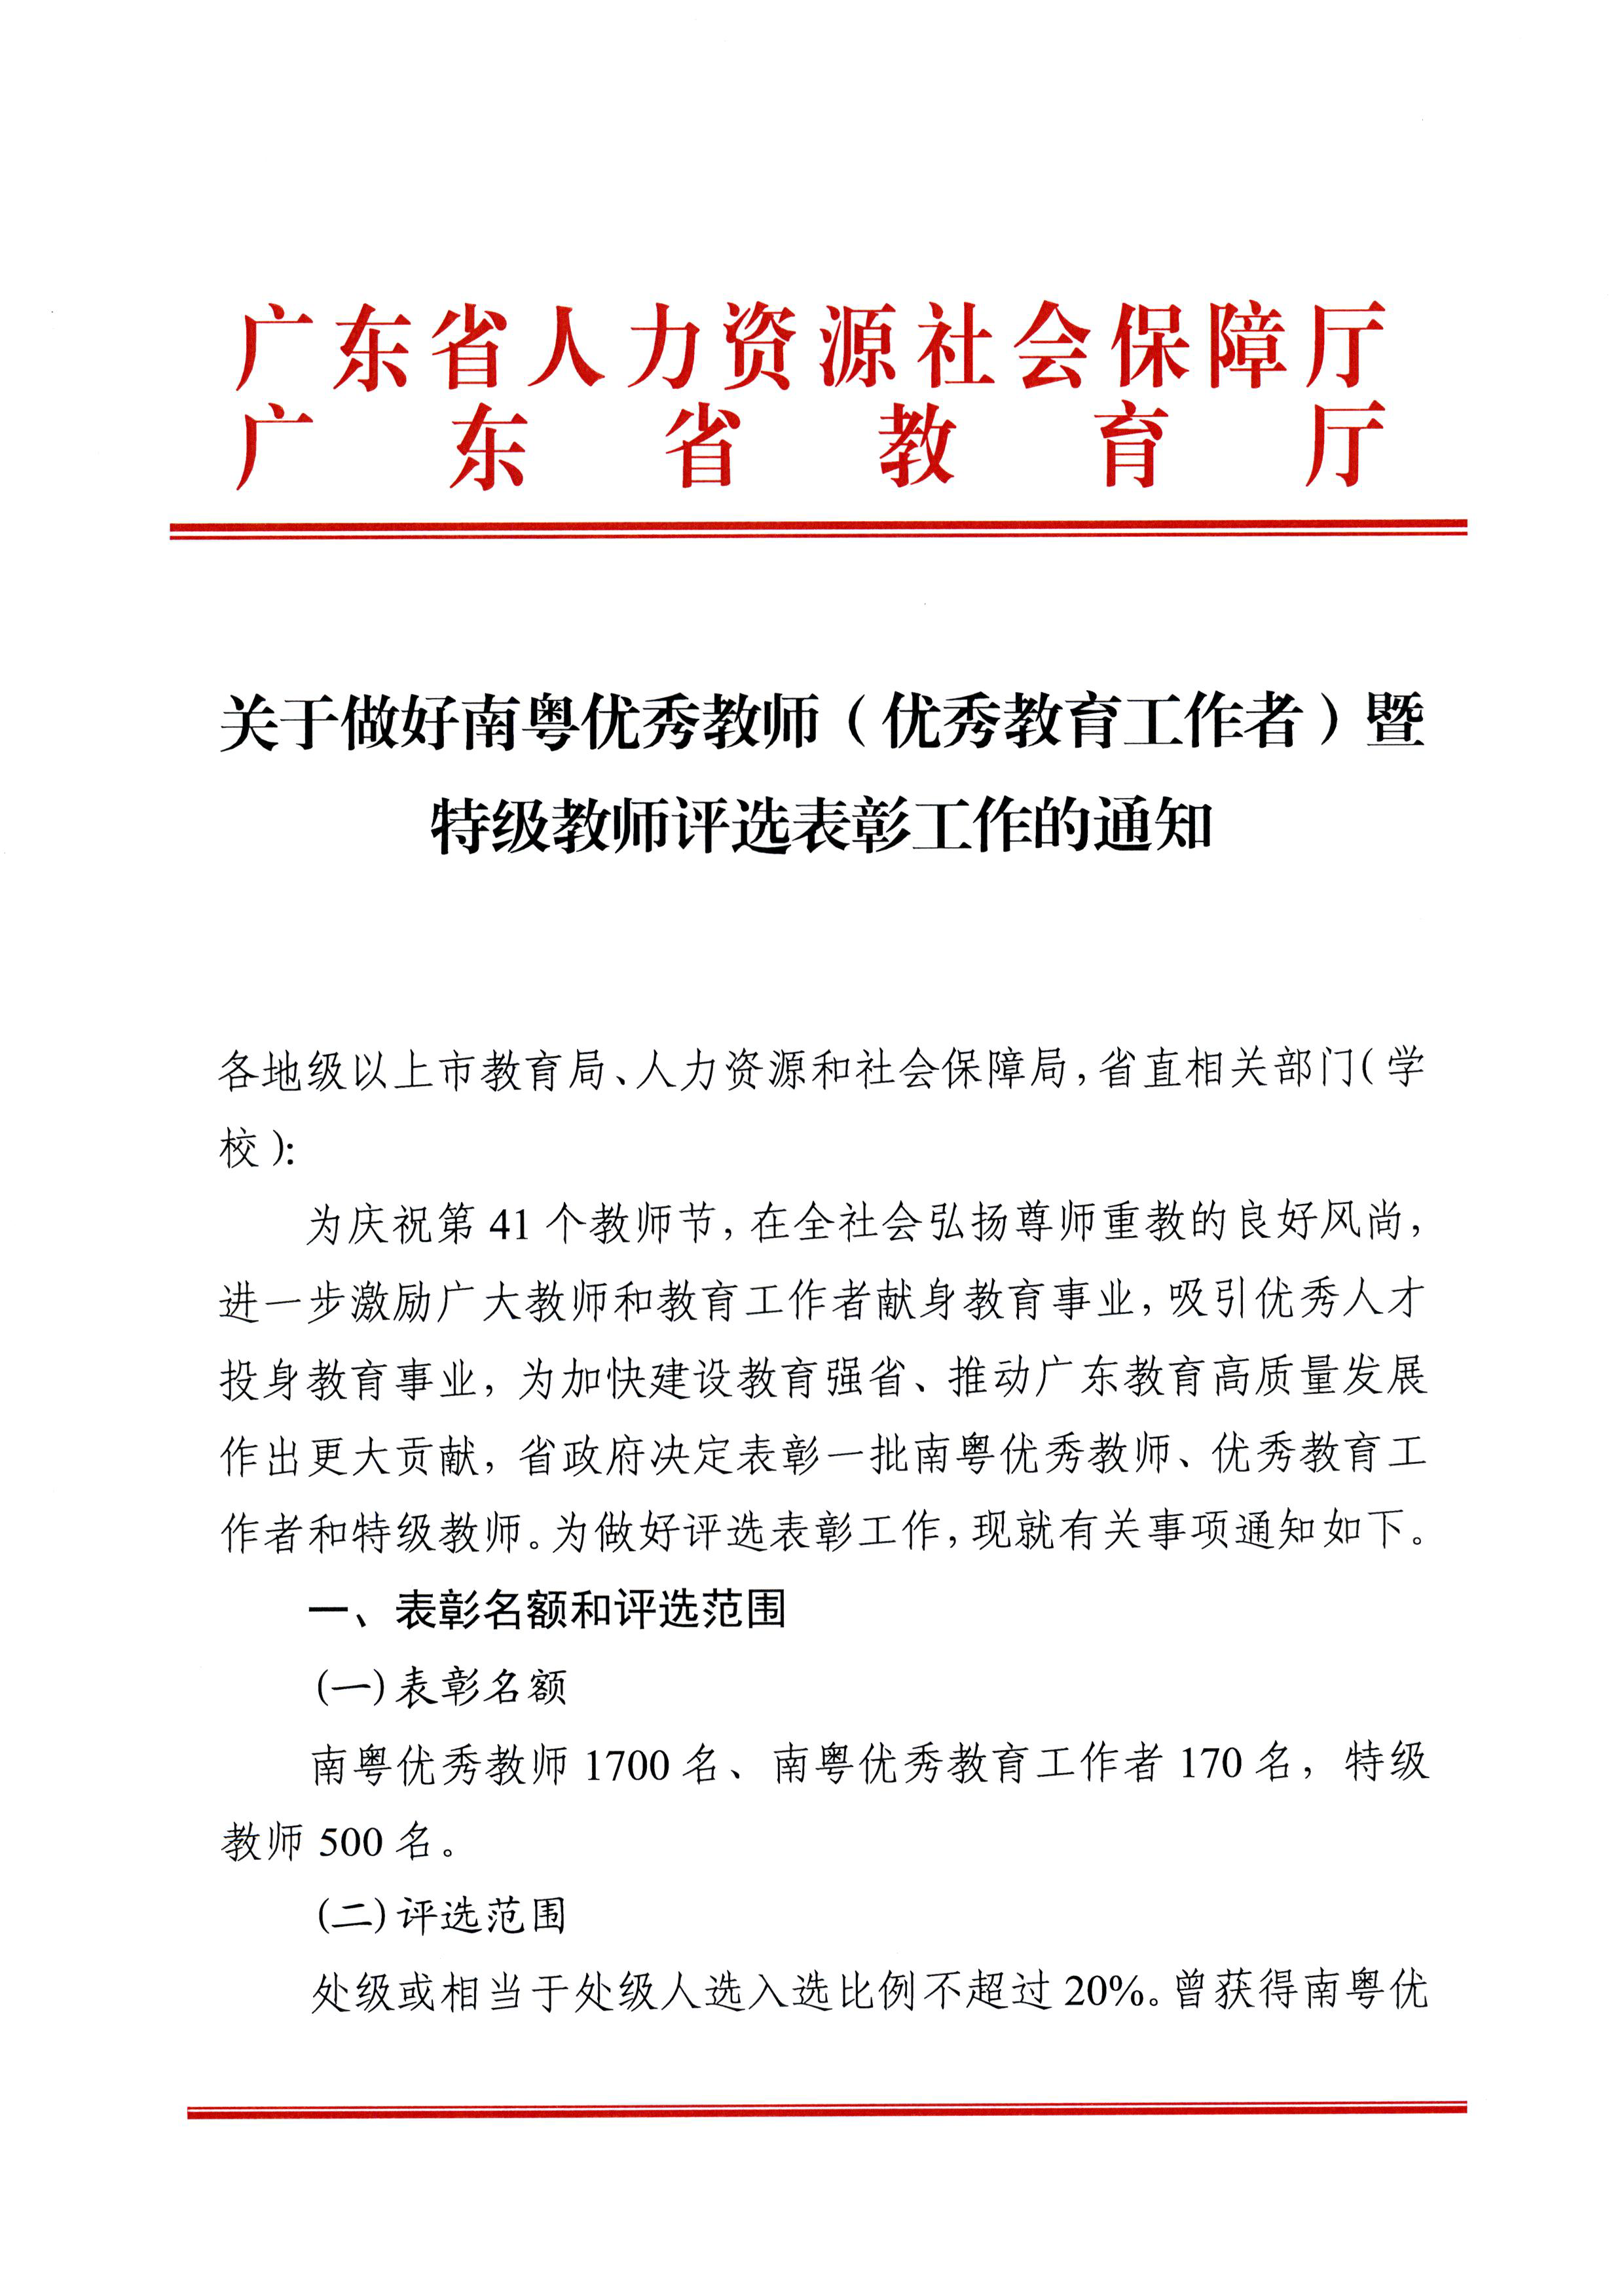 广东省人力资源社会保障厅
广东省教育厅
关于做好南粤优秀教师（优秀教育工作者）暨
特级教师评选表彰工作的通知
各地级以上市教育局、人力资源和社会保障局，省直相关部门（学
校）：
为庆祝第 41 个教师节，在全社会弘扬尊师重教的良好风尚，
进一步激励广大教师和教育工作者献身教育事业，吸引优秀人才
投身教育事业，为加快建设教育强省、推动广东教育高质量发展
作出更大贡献，省政府决定表彰一批南粤优秀教师、优秀教育工
作者和特级教师。为做好评选表彰工作，现就有关事项通知如下。
一、表彰名额和评选范围
（一）表彰名额
南粤优秀教师 1700 名、南粤优秀教育工作者 170 名，特级
教师 500 名。
（二）评选范围
处级或相当于处级人选入选比例不超过 20%。曾获得南粤优